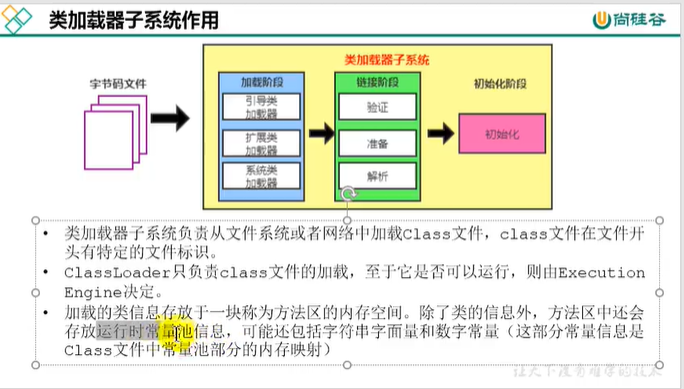 类加载器子系统作用
尚硅谷
类加载器子系统
字节码文件
加载阶段
引导类
加载器
扩展类
加载器
系统类
加载器
链接阶段
验证
准备
解析
初始化阶段
初始化
• 类加载器子系统负责从文件系统或者网络中加载Class文件，class文件在文件开
头有特定的文件标识。
• ClassLoader只负责class文件的加载，至于它是否可以运行，则由Execution
Engine决定。
• 加载的类信息存放于一块称为方法区的内存空间。除了类的信息外，方法区中还会
存放运行时常量池信息，可能还包括字符串字面量和数字常量（这部分常量信息是
Class文件中常量池部分的内存映射）
让天下没有难学的技术